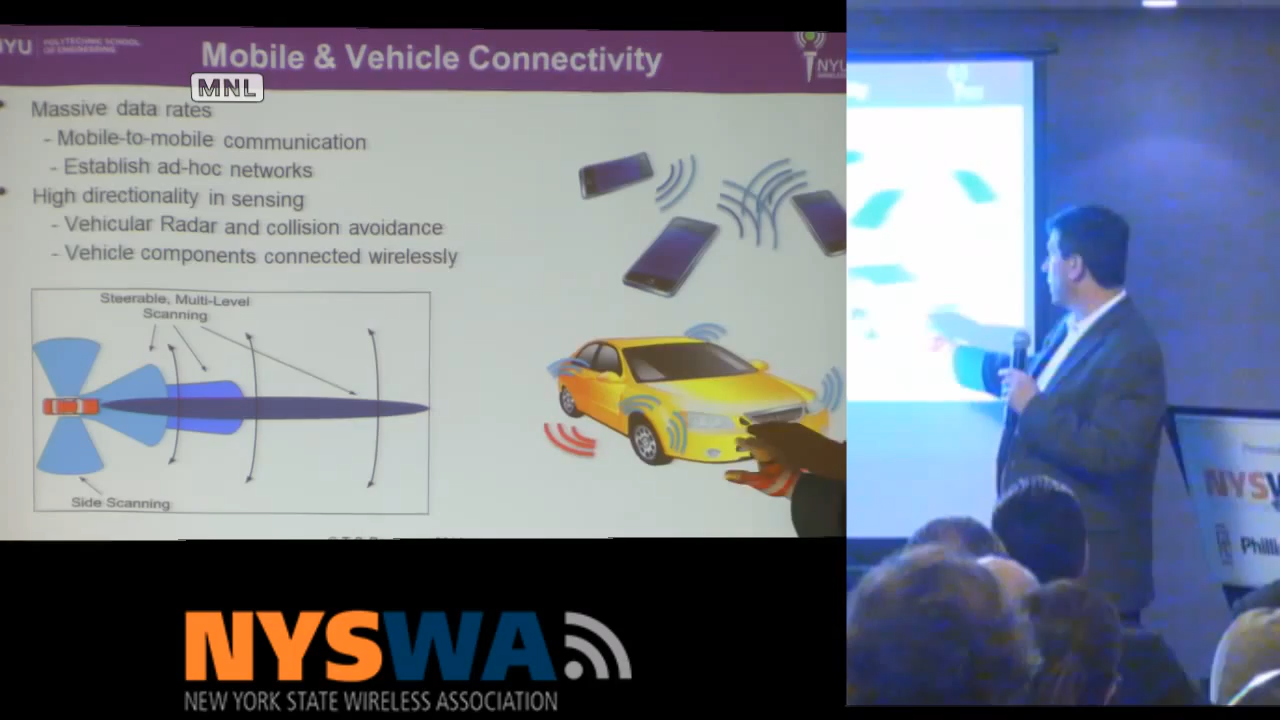 NYU POLYTECHNIC SCHOOL
OF ENGINEERING
Mobile & Vehicle Connectivity
NYU
WIRELESS
MNL
Massive data rates
- Mobile-to-mobile communication
- Establish ad-hoc networks
High directionality in sensing
- Vehicular Radar and collision avoidance
- Vehicle components connected wirelessly
Steerable, Multi-Level
Scanning
Side Scanning
NYSWA
NEW YORK STATE WIRELESS ASSOCIATION
NYSW
Philli